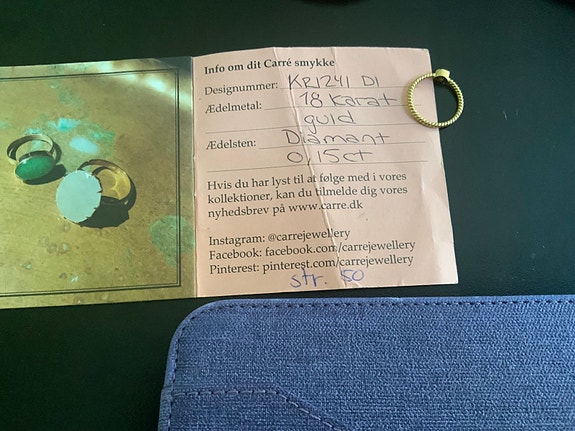 Info om dit Carré smykke
Designummer: KR1241 D1
Ædelmetal: 18 karat
guld
Ædelsten: Diamant
0,15ct
Hvis du har lyst til at følge med i vores
kollektioner, kan du tilmelde dig vores
nyhedsbrev på www.carre.dk
Instagram: @carrejewellery
Facebook: facebook.com/carrejewellery
Pinterest: pinterest.com/carrejewellery
str. 50